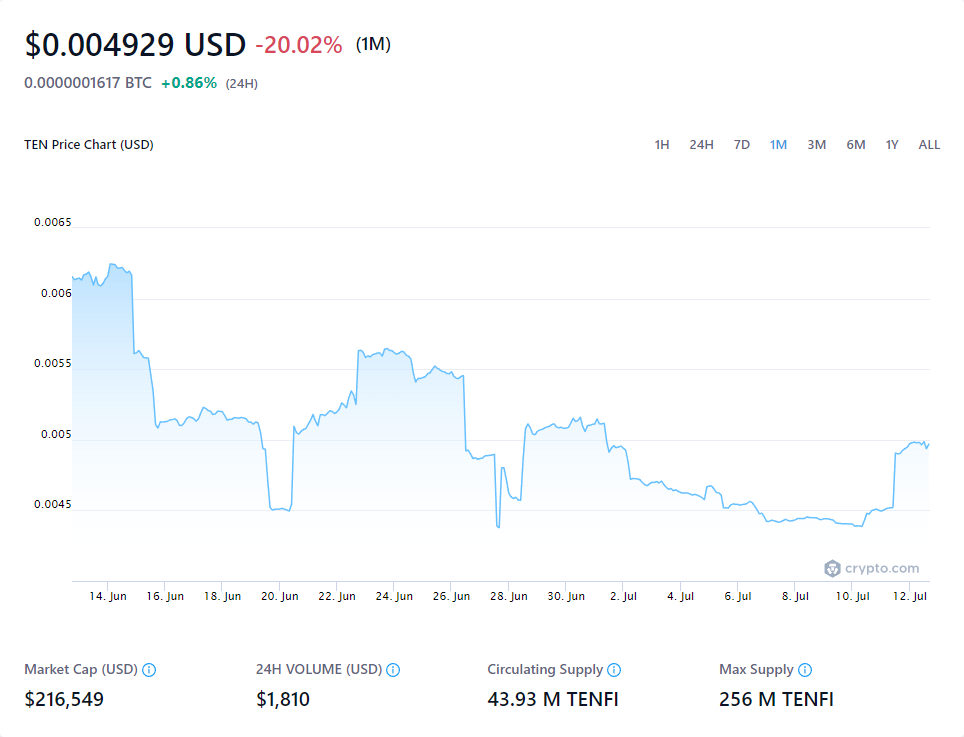 $0.004929 USD -20.02% (1M)
0.0000001617 BTC +0.86% (24H)
TEN Price Chart (USD) 1H 24H 7D 1M 3M 6M 1Y ALL
0.0065
0.006
0.0055
0.005
0.0045
crypto.com
14. Jun 16. Jun 18. Jun 20. Jun 22. Jun 24. Jun 26. Jun 28. Jun 30. Jun 2. Jul 4. Jul 6. Jul 8. Jul 10. Jul 12. Jul
Market Cap (USD) 24H VOLUME (USD) Circulating Supply Max Supply
$216,549 $1,810 43.93 M TENFI 256 M TENFI